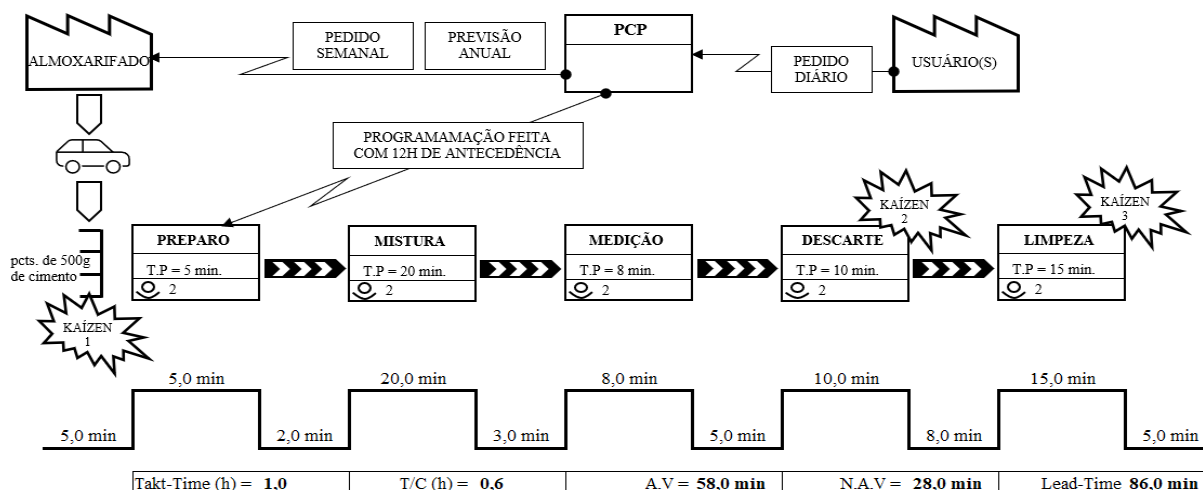 ALMOXARIFADO
PEDIDO
SEMANAL
PREVISÃO
ANUAL
PCP
PEDIDO
DIÁRIO
USUÁRIO(S)
PROGRAMAMAÇÃO FEITA
COM 12H DE ANTECEDÊNCIA
pcts. de 500g
de cimento
KAÍZEN
1
PREPARO
T.P = 5 min.
2
MISTURA
T.P = 20 min.
2
MEDIÇÃO
T.P = 8 min.
2
KAÍZEN
2
DESCARTE
T.P = 10 min.
2
KAÍZEN
3
LIMPEZA
T.P = 15 min.
2
5,0 min
5,0 min
2,0 min
20,0 min
3,0 min
8,0 min
5,0 min
10,0 min
8,0 min
15,0 min
5,0 min
Takt-Time (h) = 1,0
T/C (h) = 0,6
A.V = 58,0 min
N.A.V = 28,0 min
Lead-Time 86,0 min